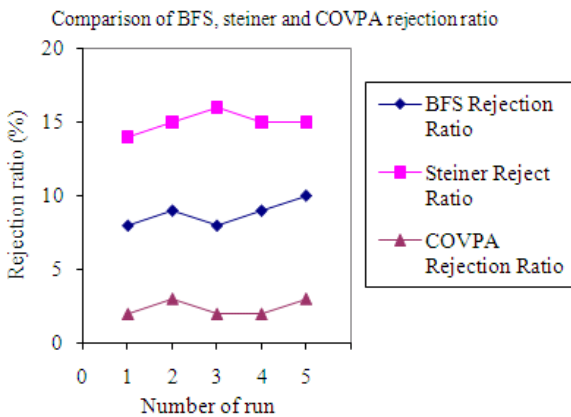 Comparison of BFS, steiner and COVPA rejection ratio
20
15
10
5
0
Rejection ratio (%)
0 1 2 3 4 5
Number of run
BFS Rejection
Ratio
Steiner Reject
Ratio
COVPA
Rejection Ratio